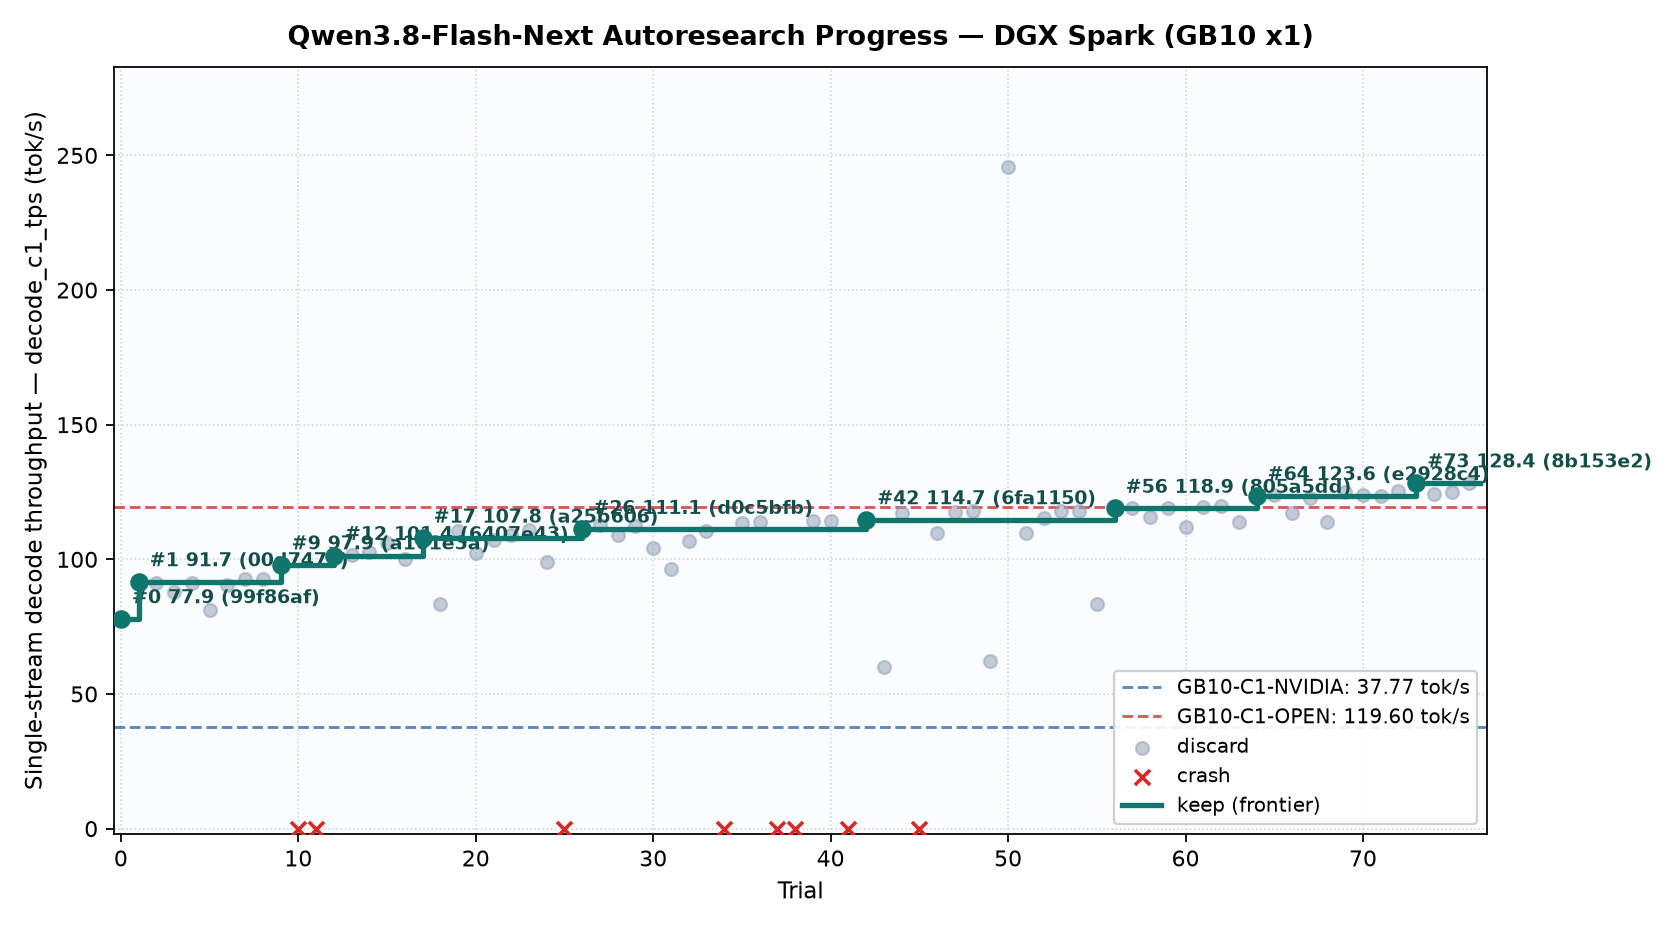 Qwen3.8-Flash-Next Autoresearch Progress — DGX Spark (GB10 x1)
Single-stream decode throughput — decode_c1_tps (tok/s)
250
200
150
100
50
0
#0 77.9 (99f86af)
#1 91.7
#9 97.9
#12
#17 107.8 (a25b606)
#26 111.1 (d0c5bfb)
#42 114.7 (6fa1150)
#56 118.9 (805a5dd)
#64 123.6 (e2928c4)
#73 128.4 (8b153e2)
GB10-C1-NVIDIA: 37.77 tok/s
GB10-C1-OPEN: 119.60 tok/s
discard
crash
keep (frontier)
0 10 20 30 40 50 60 70
Trial